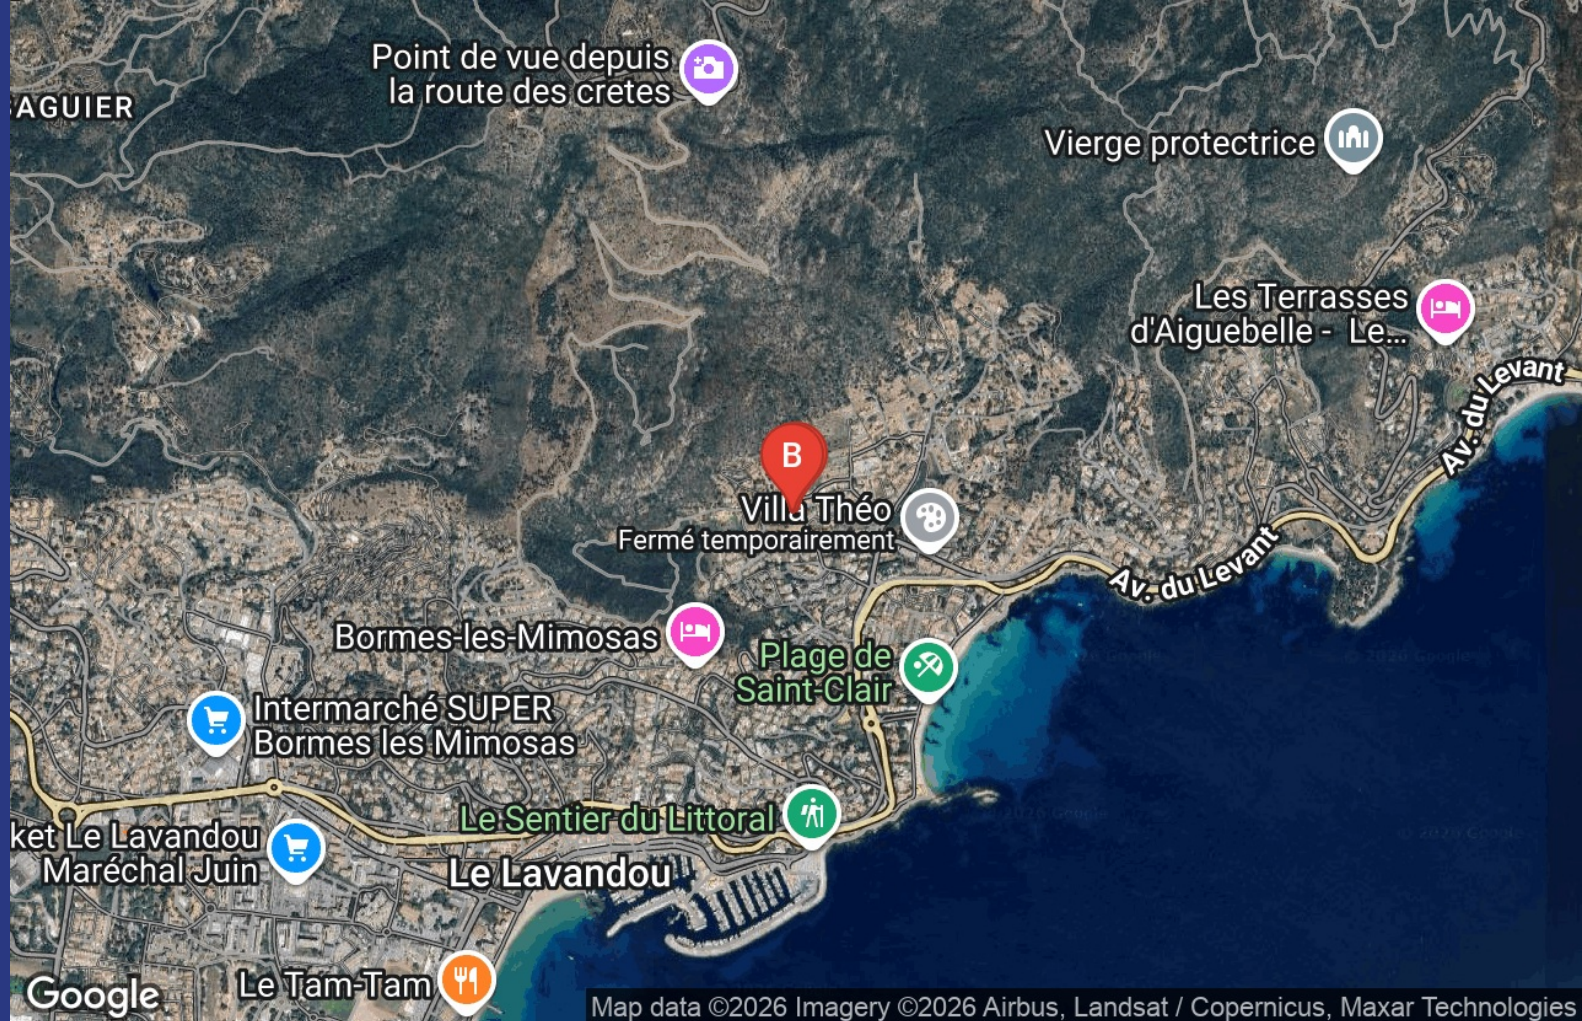 Point de vue depuis
la route des cretes
AGUIER
Vierge protectrice
Les Terrasses
d'Aiguebelle - Le...
Av. du Levant
B
Villa Théo
Fermé temporairement
Av. du Levant
Bormes-les-Mimosas
Plage de
Saint-Clair
Intermarché SUPER
Bormes les Mimosas
Le Sentier du Littoral
ket Le Lavandou
Maréchal Juin
Le Lavandou
Le Tam-Tam
Google
Map data ©2026 Imagery ©2026 Airbus, Landsat / Copernicus, Maxar Technologies